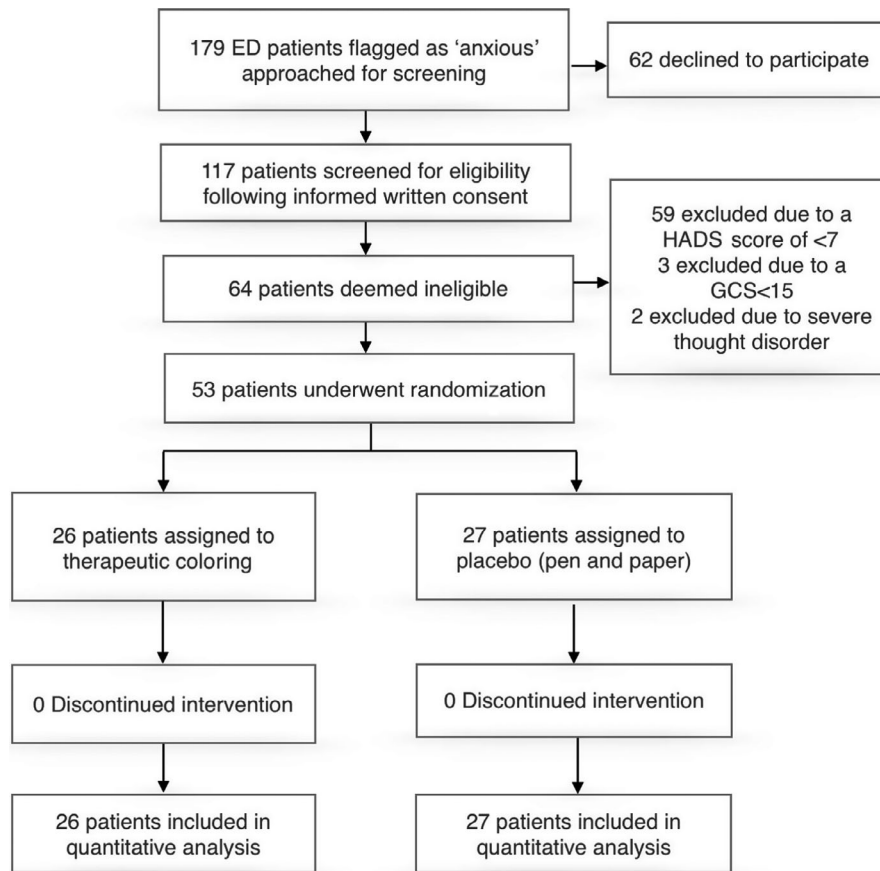 179 ED patients flagged as ‘anxious’
approached for screening
62 declined to participate
117 patients screened for eligibility
following informed written consent
59 excluded due to a
HADS score of <7
3 excluded due to a
GCS<15
2 excluded due to severe
thought disorder
64 patients deemed ineligible
53 patients underwent randomization
26 patients assigned to
therapeutic coloring
27 patients assigned to
placebo (pen and paper)
0 Discontinued intervention
0 Discontinued intervention
26 patients included in
quantitative analysis
27 patients included in
quantitative analysis